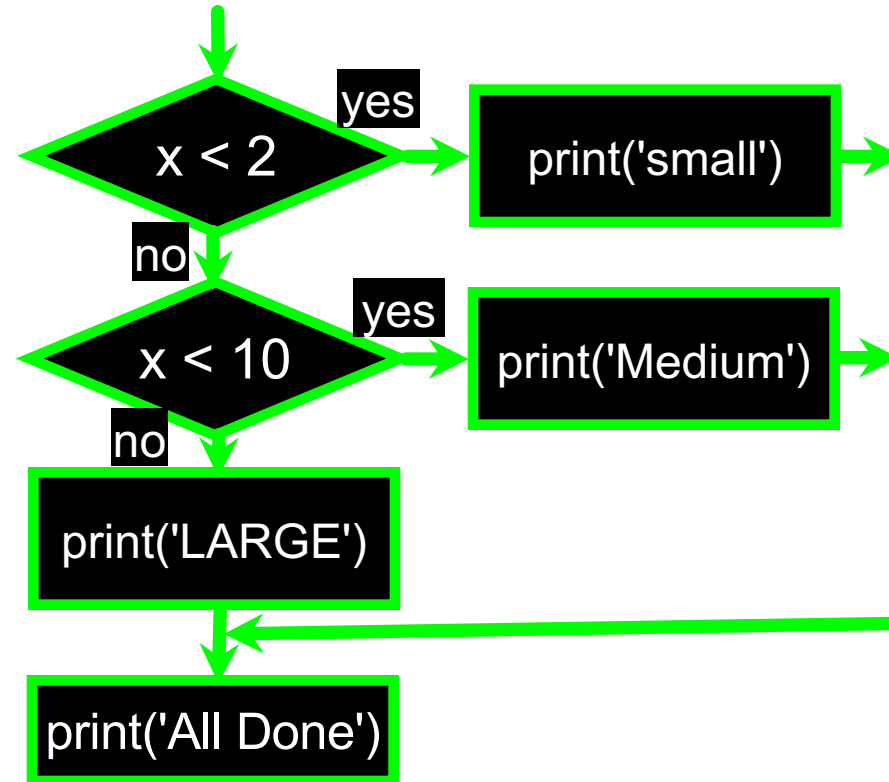 yes
x < 2
print('small')
no
yes
x < 10
print('Medium')
no
print('LARGE')
print('All Done')